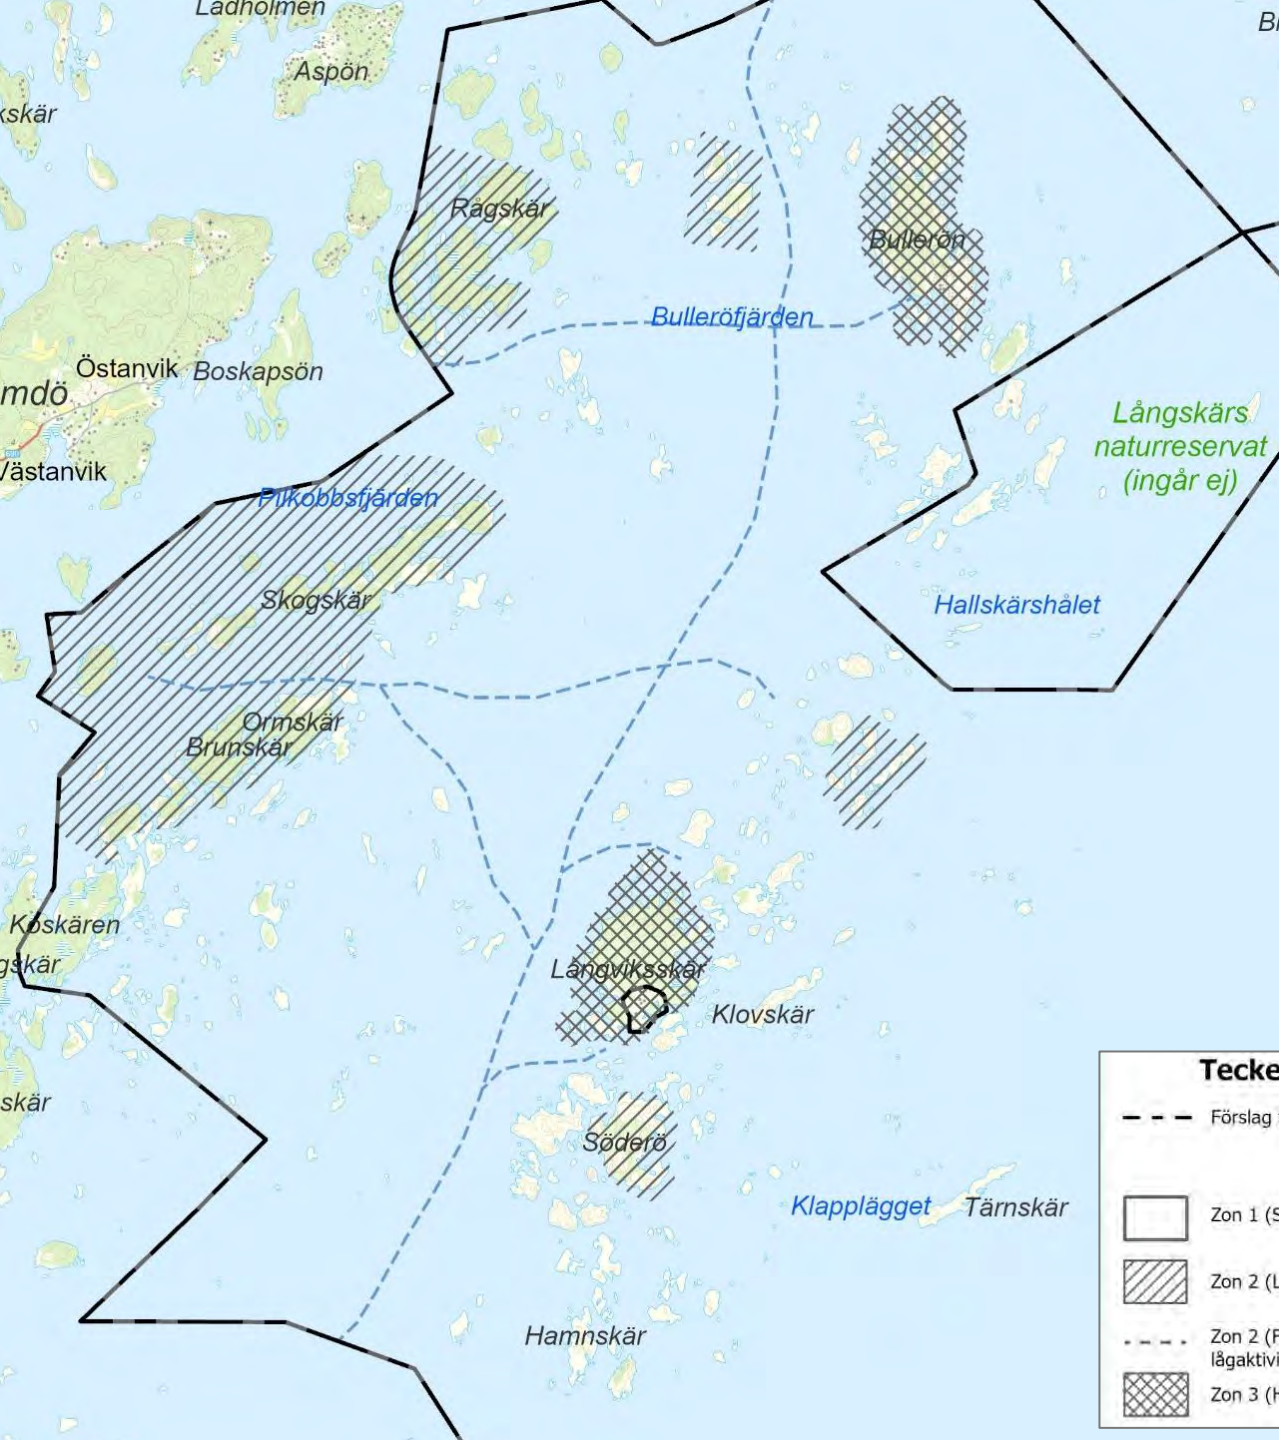 Ladholmen
Br
Aspön
kskär
Rågskär
Bullerön
Bulleröfjärden
Östanvik
Boskapsön
mdö
Långskärs
naturreservat
(ingår ej)
Västanvik
Pilkobbsfjärden
Skogskär
Hallskärshålet
Ormskär
Brunskär
Köskären
gskär
Långviksskär
Klovskär
Tecke
skär
Förslag
Söderö
Klapplägget
Tärnskär
Zon 1 (S
Zon 2 (L
Hamnskär
Zon 2 (F
lågaktivi
Zon 3 (H